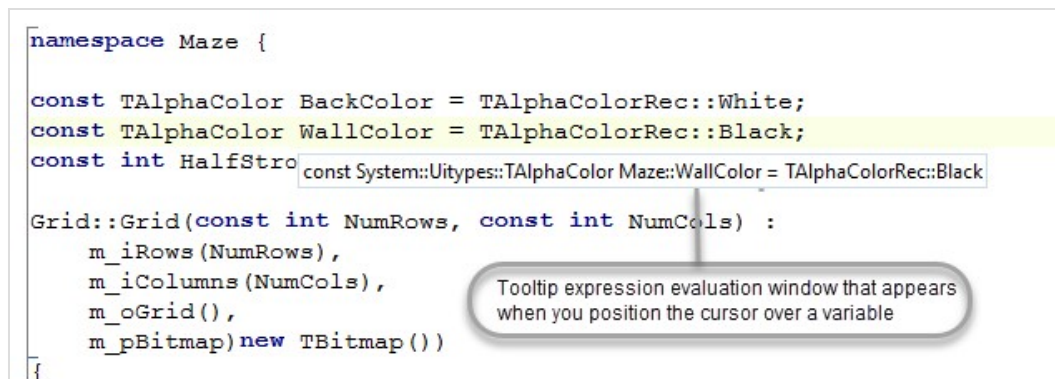 namespace Maze {
const TAlphaColor BackColor = TAlphaColorRec::White;
const TAlphaColor WallColor = TAlphaColorRec::Black;
const int HalfStro
const System::Uitypes::TAlphaColor Maze::WallColor = TAlphaColorRec::Black
Grid::Grid(const int NumRows, const int NumCols) :
m_iRows(NumRows),
m_iColumns(NumCols),
m_oGrid(),
m_pBitmap)new TBitmap())
{
Tooltip expression evaluation window that appears
when you position the cursor over a variable